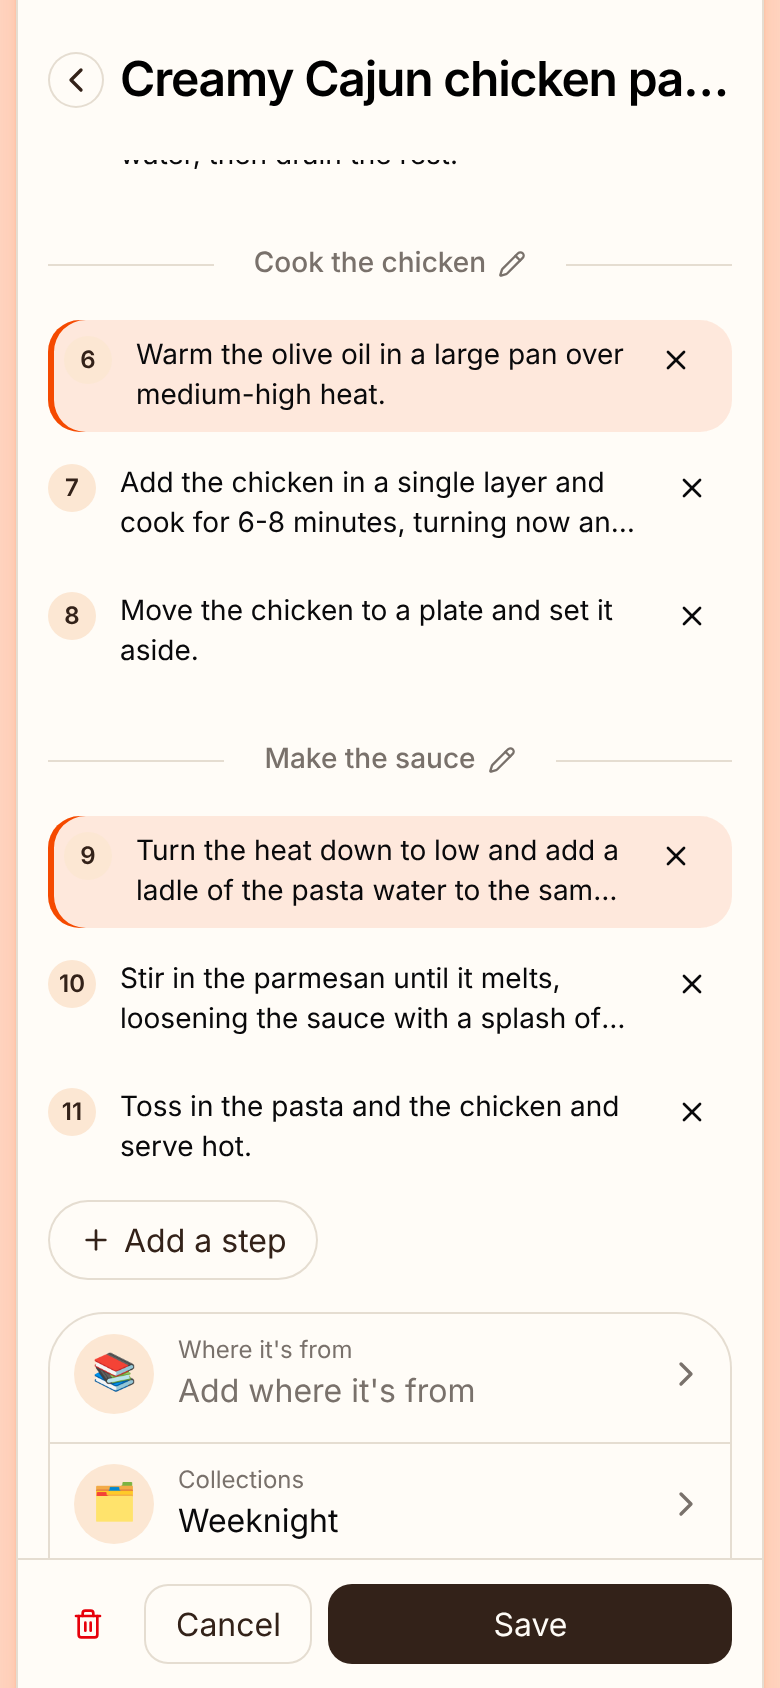 Creamy Cajun chicken pa...
water, then drain the rest.
Cook the chicken
6
Warm the olive oil in a large pan over
medium-high heat.
7
Add the chicken in a single layer and
cook for 6-8 minutes, turning now an...
8
Move the chicken to a plate and set it
aside.
Make the sauce
9
Turn the heat down to low and add a
ladle of the pasta water to the sam...
10
Stir in the parmesan until it melts,
loosening the sauce with a splash of...
11
Toss in the pasta and the chicken and
serve hot.
+ Add a step
Where it's from
Add where it's from
Collections
Weeknight
Cancel
Save